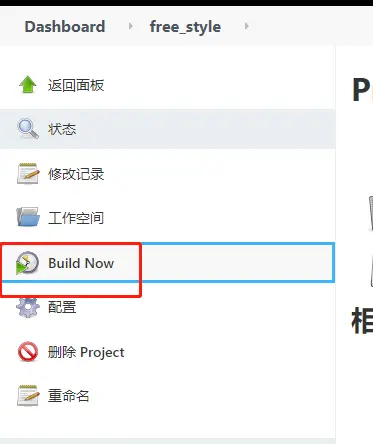 Dashboard free_style
返回面板
状态
修改记录
工作空间
Build Now
配置
删除 Project
重命名